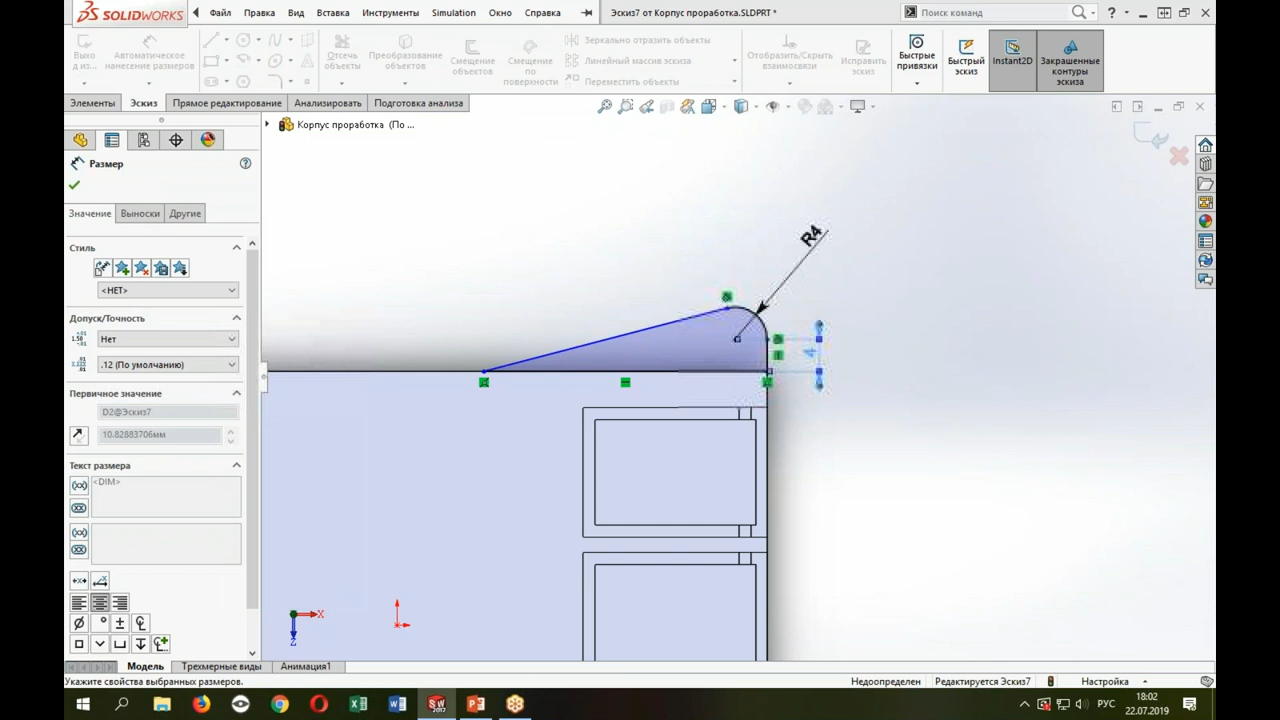 SOLIDWORKS
Файл Правка Вид Вставка Инструменты Simulation Окно Справка
Эскиз7 от Корпус проработка.SLDPRT *
Поиск команд
Выхо д из...
Автоматическое нанесение размеров
Отсечь объекты
Преобразование объектов
Смещение объектов
Смещение по поверхности
Зеркально отразить объекты
Линейный массив эскиза
Переместить объекты
Отобразить/Скрыть взаимосвязи
Исправить эскиз
Быстрые привязки
Быстрый эскиз
Instant2D
Закрашенные контуры эскиза
Элементы Эскиз Прямое редактирование Анализировать Подготовка анализа
Корпус проработка (По ...
Размер
Значение Выноски Другие
Стиль
<НЕТ>
Допуск/Точность
Нет
.12 (По умолчанию)
Первичное значение
D2@Эскиз7
10.82883706мм
Текст размера
<DIM>
R4
4
X
Z
Модель Трехмерные виды Анимация1
Укажите свойства выбранных размеров.
Недоопределен Редактируется Эскиз7 Настройка
РУС
18:02
22.07.2019